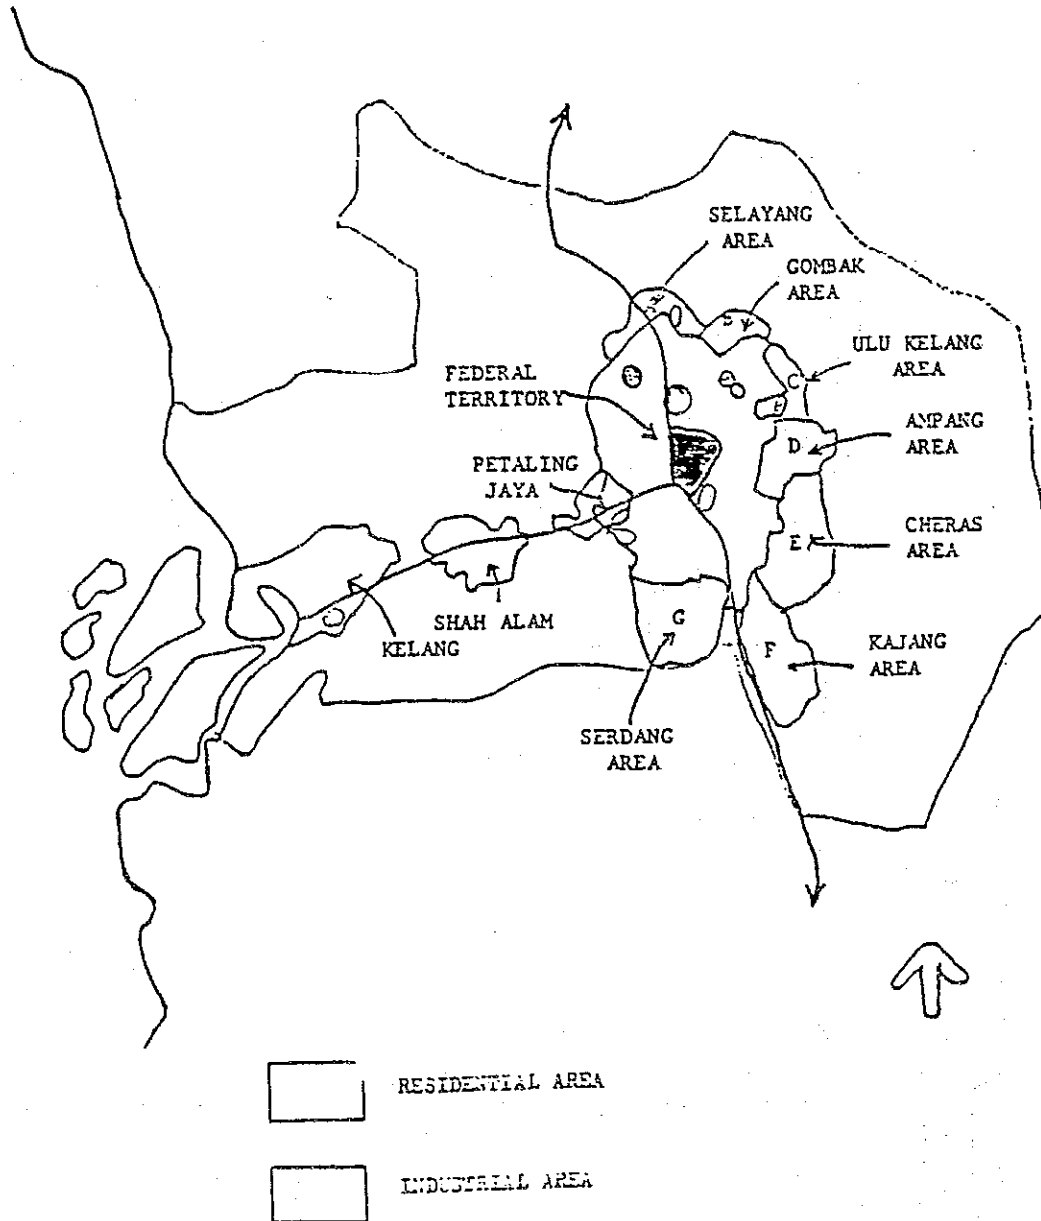 SELAYANG
AREA
GOMBAK
AREA
ULU KELANG
AREA
C
FEDERAL
TERRITORY
AMPANG
AREA
D
PETALING
JAYA
CHERAS
AREA
E
SHAH ALAM
KELANG
G
F
KAJANG
AREA
SERDANG
AREA
RESIDENTIAL AREA
INDUSTRIAL AREA